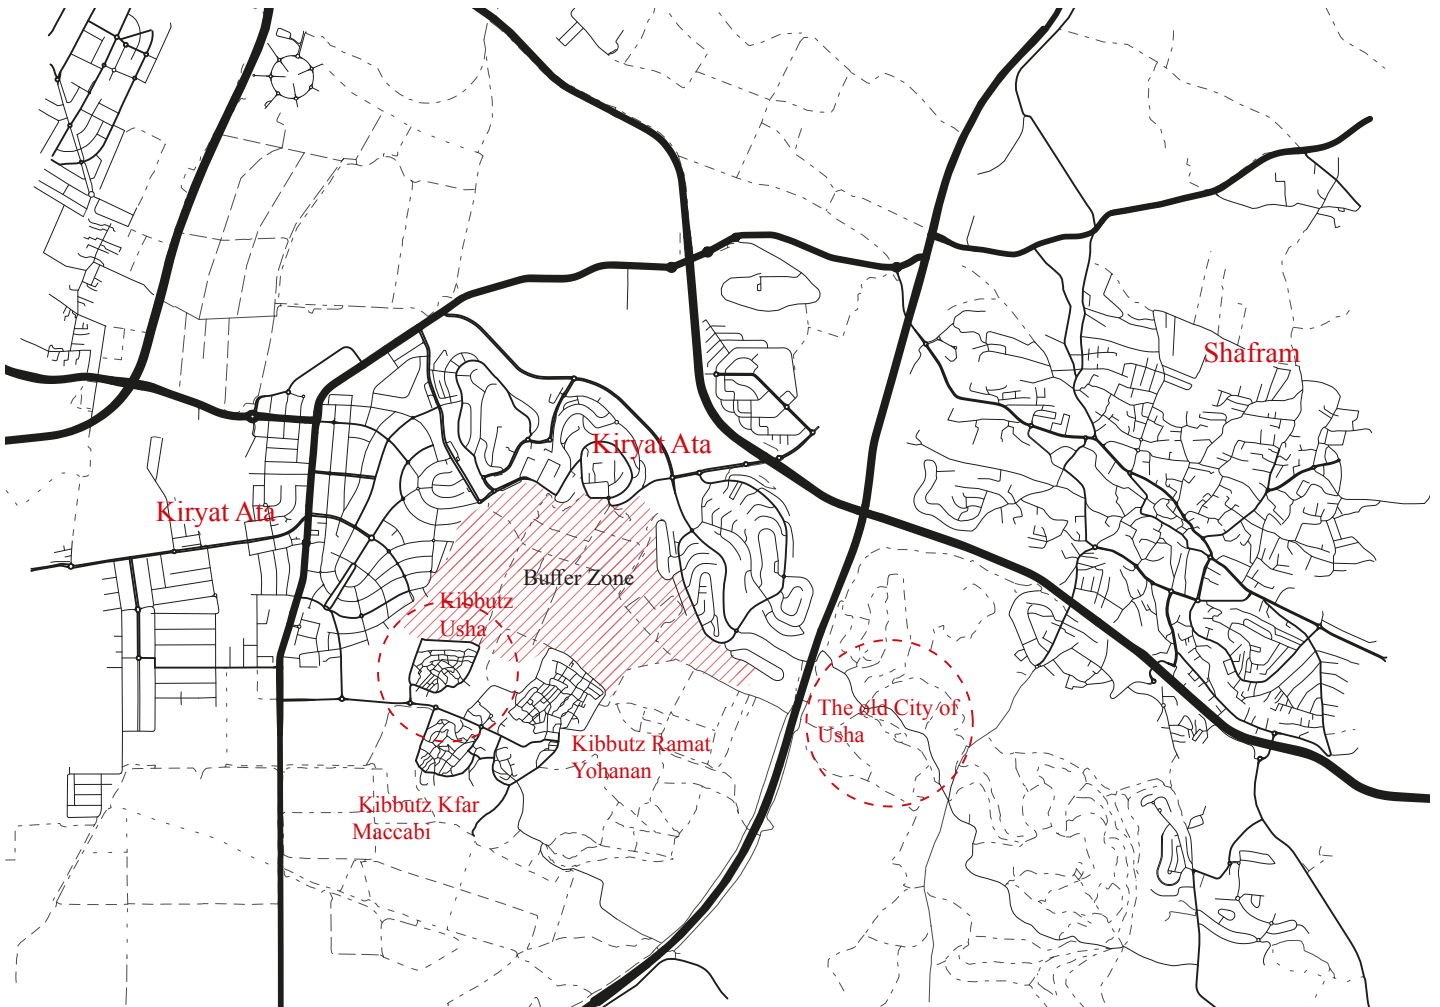 Shafram
Kiryat Ata
Kiryat Ata
Buffer Zone
Kibbutz
Usha
The old City of
Usha
Kibbutz Ramat
Yohanan
Kibbutz Kfar
Maccabi